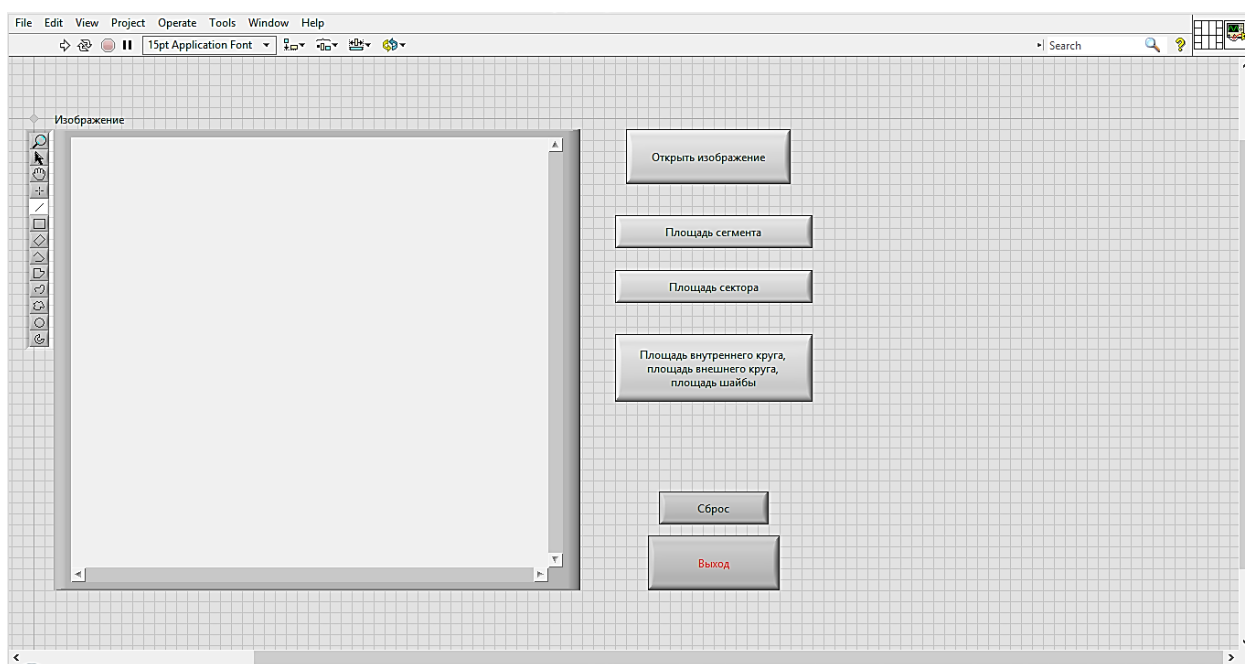 File Edit View Project Operate Tools Window Help
15pt Application Font
Search
Изображение
Открыть изображение
Площадь сегмента
Площадь сектора
Площадь внутреннего круга,
площадь внешнего круга,
площадь шайбы
Сброс
Выход